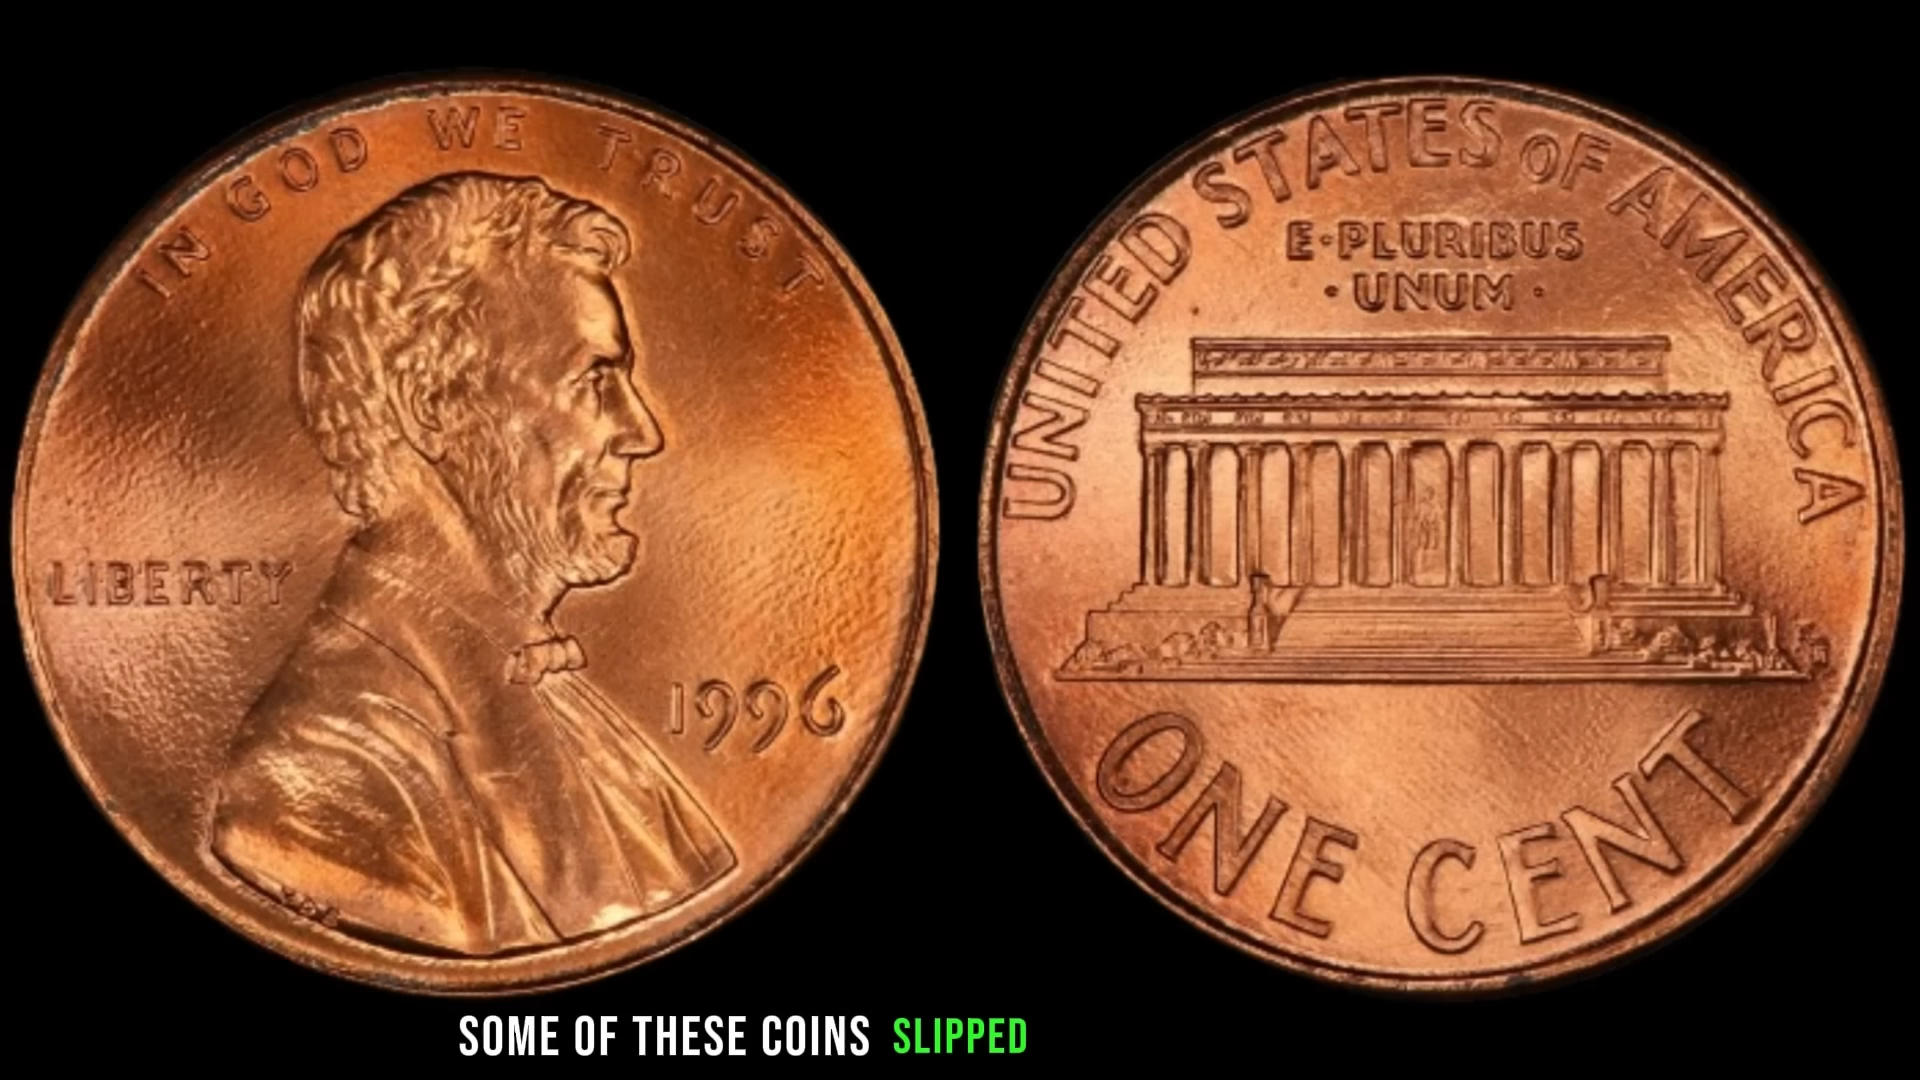 IN GOD WE TRUST
LIBERTY
1996
UNITED STATES OF AMERICA
E·PLURIBUS
·UNUM·
ONE CENT
SOME OF THESE COINS SLIPPED